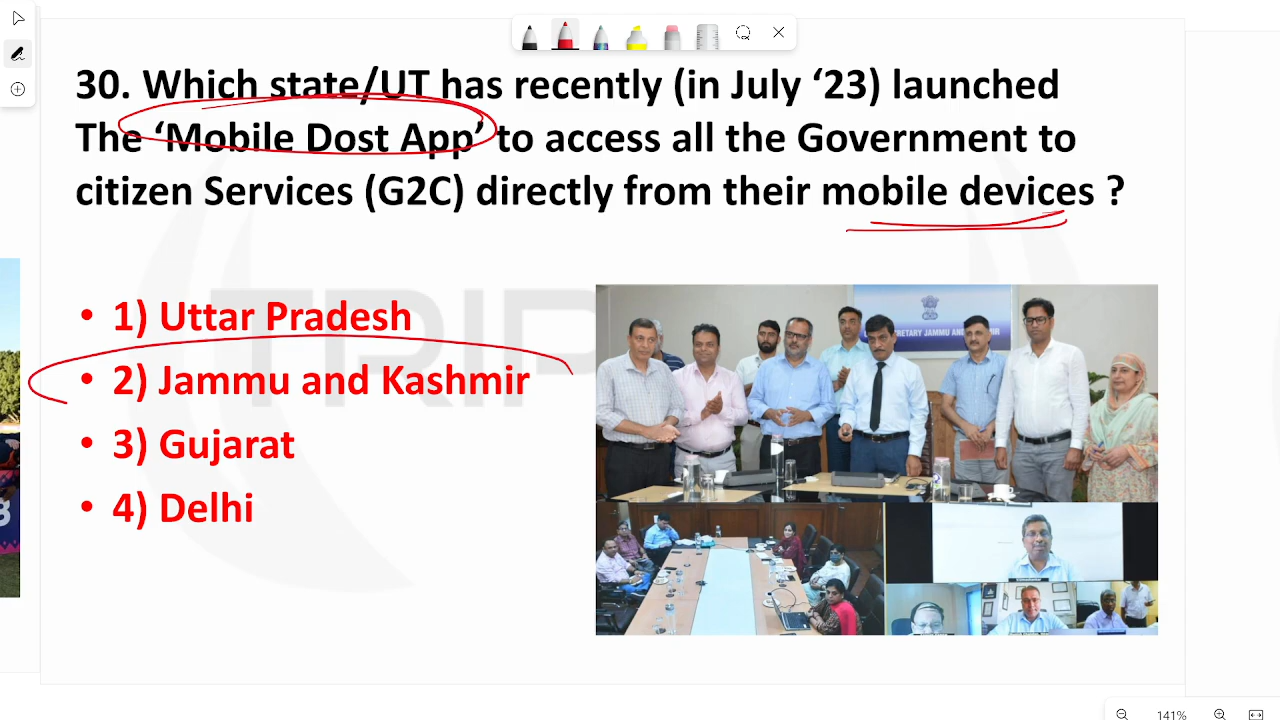 30. Which state/UT has recently (in July ‘23) launched
The ‘Mobile Dost App’ to access all the Government to
citizen Services (G2C) directly from their mobile devices ?
• 1) Uttar Pradesh
• 2) Jammu and Kashmir
• 3) Gujarat
• 4) Delhi
TRIP
141%